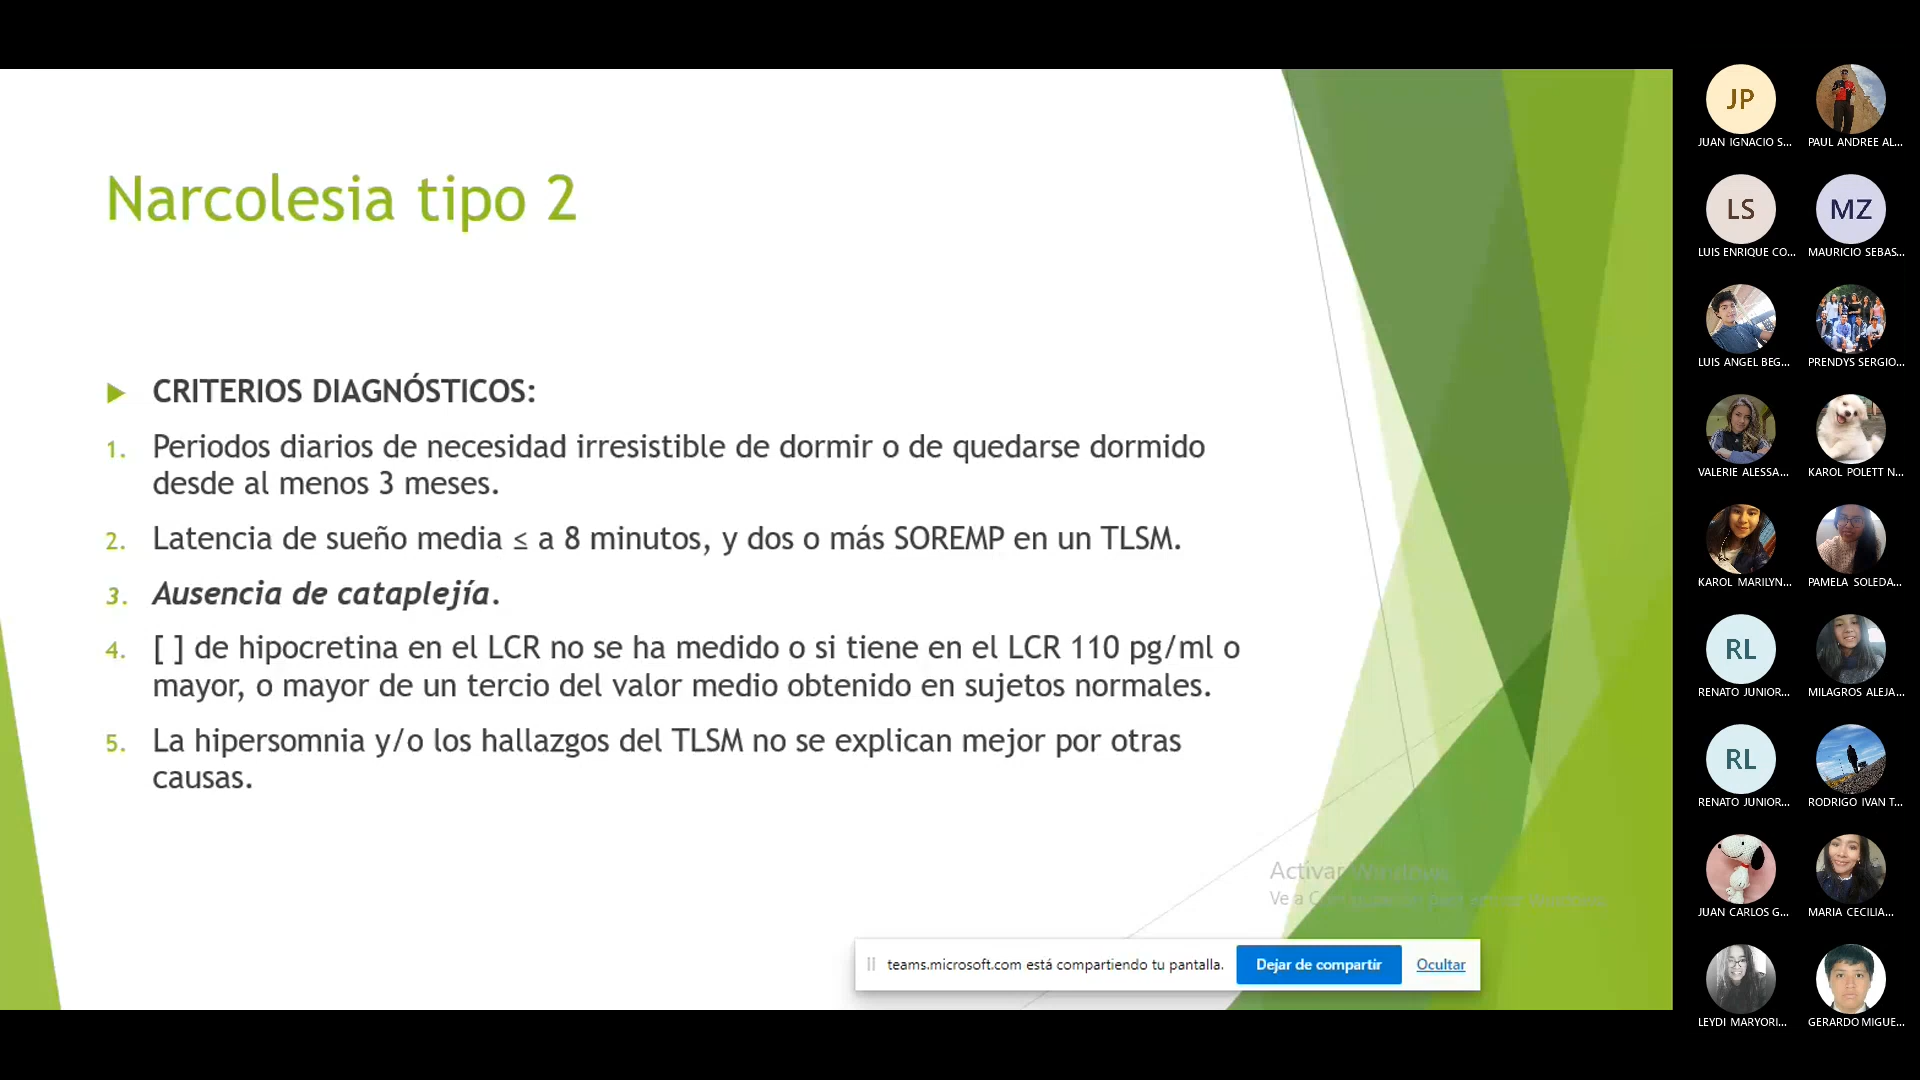 Narcolesia tipo 2
CRITERIOS DIAGNÓSTICOS:
1. Periodos diarios de necesidad irresistible de dormir o de quedarse dormido
desde al menos 3 meses.
2. Latencia de sueño media ≤ a 8 minutos, y dos o más SOREMP en un TLSM.
3. Ausencia de cataplejía.
4. [ ] de hipocretina en el LCR no se ha medido o si tiene en el LCR 110 pg/ml o
mayor, o mayor de un tercio del valor medio obtenido en sujetos normales.
5. La hipersomnia y/o los hallazgos del TLSM no se explican mejor por otras
causas.
Activar Windows
Ve a Configuración para activar Windows.
teams.microsoft.com está compartiendo tu pantalla. Dejar de compartir Ocultar
JP
JUAN IGNACIO S... PAUL ANDREE AL...
LS MZ
LUIS ENRIQUE CO... MAURICIO SEBAS...
LUIS ANGEL BEG... PRENDYS SERGIO...
VALERIE ALESSA... KAROL POLETT N...
KAROL MARILYN... PAMELA SOLEDA...
RL
RENATO JUNIOR... MILAGROS ALEJA...
RL
RENATO JUNIOR... RODRIGO IVAN T...
JUAN CARLOS G... MARIA CECILIA...
LEYDI MARYORI... GERARDO MIGUE...